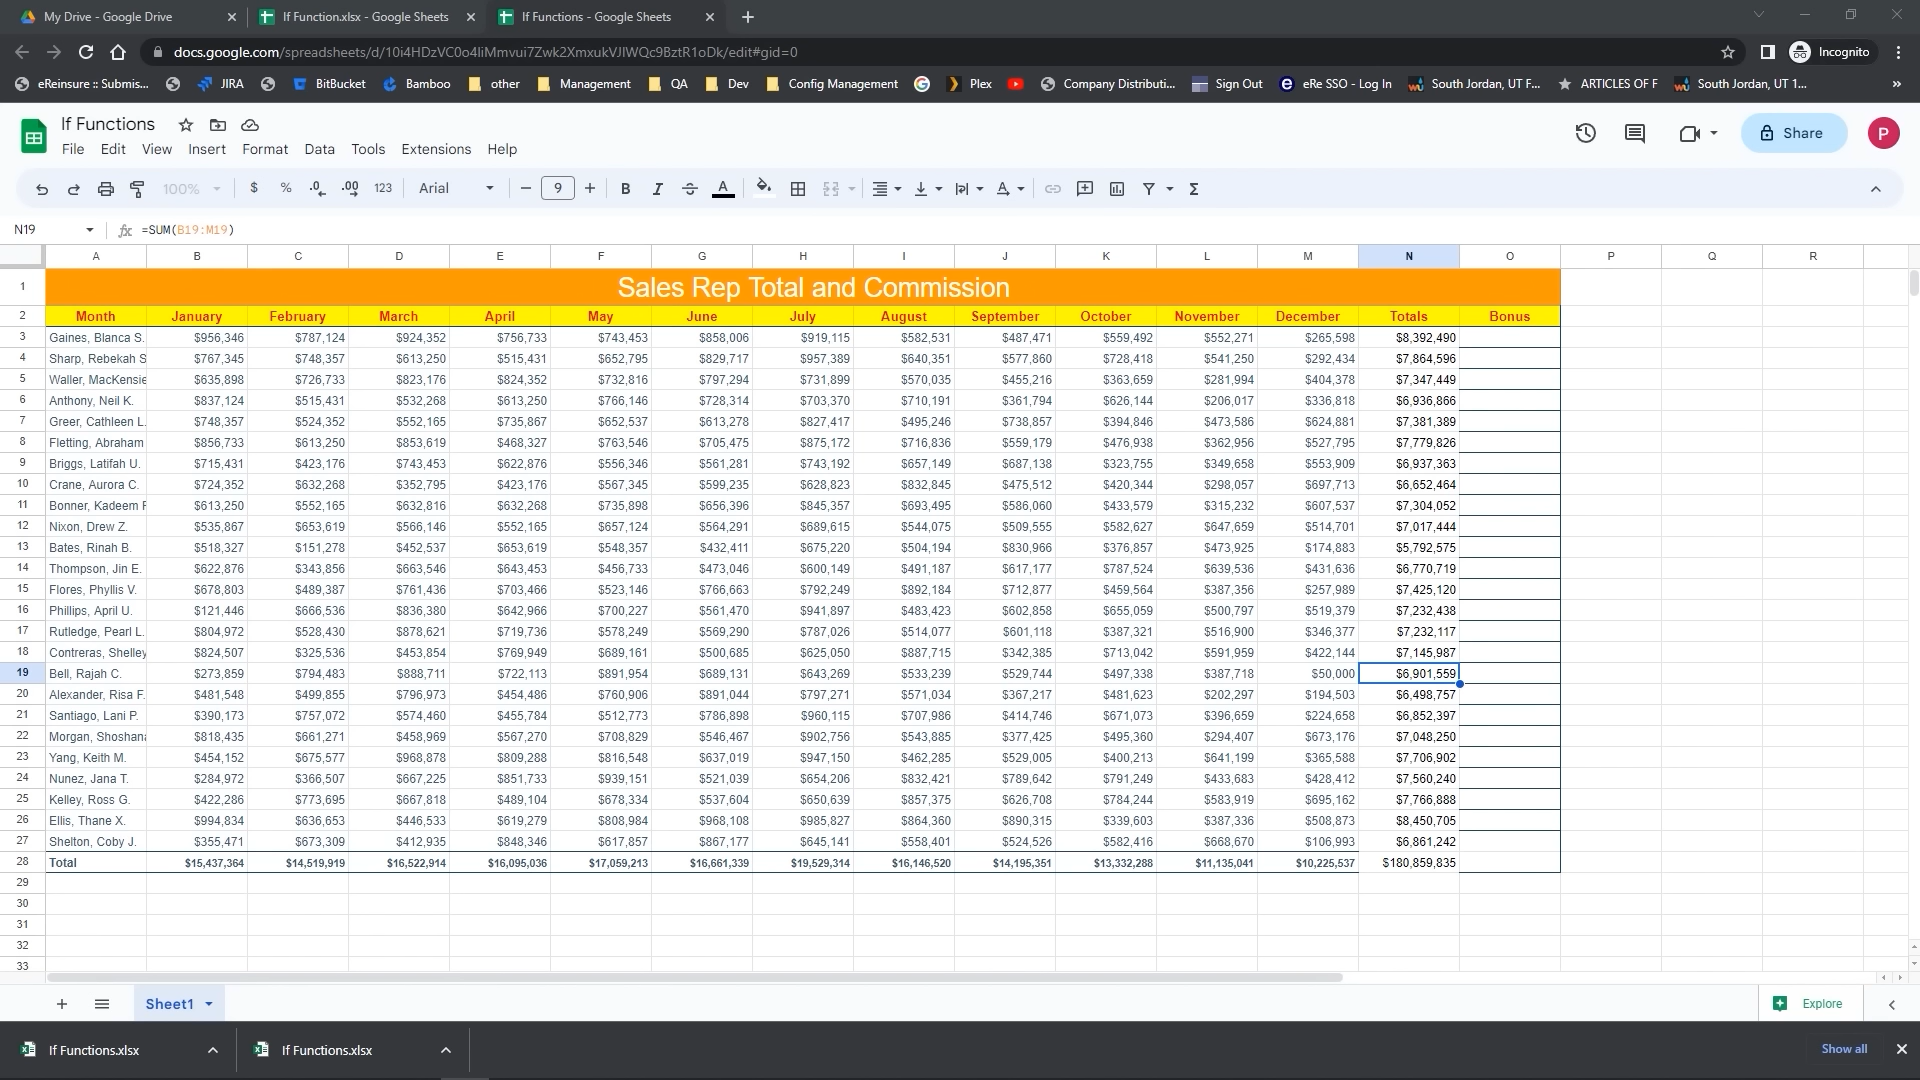 My Drive - Google Drive
If Function.xlsx - Google Sheets
If Functions - Google Sheets
docs.google.com/spreadsheets/d/10i4HDzVC0o4IiMmvui7Zwk2XmxukVJIWQc9BztR1oDk/edit#gid=0
Incognito
eReinsure :: Submis... JIRA BitBucket Bamboo other Management QA Dev Config Management Plex Company Distributi... Sign Out eRe SSO - Log In South Jordan, UT F... ARTICLES OF F South Jordan, UT 1... »
If Functions
Share
P
File Edit View Insert Format Data Tools Extensions Help
100% $ % .0 .00 123 Arial 9 B I A Σ
N19 fx =SUM(B19:M19)
A B C D E F G H I J K L M N O P Q R
1 Sales Rep Total and Commission
2 Month January February March April May June July August September October November December Totals Bonus
3 Gaines, Blanca S. $956,346 $787,124 $924,352 $756,733 $743,453 $858,006 $919,115 $582,531 $487,471 $559,492 $552,271 $265,598 $8,392,490
4 Sharp, Rebekah S $767,345 $748,357 $613,250 $515,431 $652,795 $829,717 $957,389 $640,351 $577,860 $728,418 $541,250 $292,434 $7,864,596
5 Waller, MacKensie $635,898 $726,733 $823,176 $824,352 $732,816 $797,294 $731,899 $570,035 $455,216 $363,659 $281,994 $404,378 $7,347,449
6 Anthony, Neil K. $837,124 $515,431 $532,268 $613,250 $766,146 $728,314 $703,370 $710,191 $361,794 $626,144 $206,017 $336,818 $6,936,866
7 Greer, Cathleen L. $748,357 $524,352 $552,165 $735,867 $652,537 $613,278 $827,417 $495,246 $738,857 $394,846 $473,586 $624,881 $7,381,389
8 Fletting, Abraham $856,733 $613,250 $853,619 $468,327 $763,546 $705,475 $875,172 $716,836 $559,179 $476,938 $362,956 $527,795 $7,779,826
9 Briggs, Latifah U. $715,431 $423,176 $743,453 $622,876 $556,346 $561,281 $743,192 $657,149 $687,138 $323,755 $349,658 $553,909 $6,937,363
10 Crane, Aurora C. $724,352 $632,268 $352,795 $423,176 $567,345 $599,235 $628,823 $832,845 $475,512 $420,344 $298,057 $697,713 $6,652,464
11 Bonner, Kadeem F $613,250 $552,165 $632,816 $632,268 $735,898 $656,396 $845,357 $693,495 $586,060 $433,579 $315,232 $607,537 $7,304,052
12 Nixon, Drew Z. $535,867 $653,619 $566,146 $552,165 $657,124 $564,291 $689,615 $544,075 $509,555 $582,627 $647,659 $514,701 $7,017,444
13 Bates, Rinah B. $518,327 $151,278 $452,537 $653,619 $548,357 $432,411 $675,220 $504,194 $830,966 $376,857 $473,925 $174,883 $5,792,575
14 Thompson, Jin E. $622,876 $343,856 $663,546 $643,453 $456,733 $473,046 $600,149 $491,187 $617,177 $787,524 $639,536 $431,636 $6,770,719
15 Flores, Phyllis V. $678,803 $489,387 $761,436 $703,466 $523,146 $766,663 $792,249 $892,184 $712,877 $459,564 $387,356 $257,989 $7,425,120
16 Phillips, April U. $121,446 $666,536 $836,380 $642,966 $700,227 $561,470 $941,897 $483,423 $602,858 $655,059 $500,797 $519,379 $7,232,438
17 Rutledge, Pearl L. $804,972 $528,430 $878,621 $719,736 $578,249 $569,290 $787,026 $514,077 $601,118 $387,321 $516,900 $346,377 $7,232,117
18 Contreras, Shelley $824,507 $325,536 $453,854 $769,949 $689,161 $500,685 $625,050 $887,715 $342,385 $713,042 $591,959 $422,144 $7,145,987
19 Bell, Rajah C. $273,859 $794,483 $888,711 $722,113 $891,954 $689,131 $643,269 $533,239 $529,744 $497,338 $387,718 $50,000 $6,901,559
20 Alexander, Risa F. $481,548 $499,855 $796,973 $454,486 $760,906 $891,044 $797,271 $571,034 $367,217 $481,623 $202,297 $194,503 $6,498,757
21 Santiago, Lani P. $390,173 $757,072 $574,460 $455,784 $512,773 $786,898 $960,115 $707,986 $414,746 $671,073 $396,659 $224,658 $6,852,397
22 Morgan, Shoshana $818,435 $661,271 $458,969 $567,270 $708,829 $546,467 $902,756 $543,885 $377,425 $495,360 $294,407 $673,176 $7,048,250
23 Yang, Keith M. $454,152 $675,577 $968,878 $809,288 $816,548 $637,019 $947,150 $462,285 $529,005 $400,213 $641,199 $365,588 $7,706,902
24 Nunez, Jana T. $284,972 $366,507 $667,225 $851,733 $939,151 $521,039 $654,206 $832,421 $789,642 $791,249 $433,683 $428,412 $7,560,240
25 Kelley, Ross G. $422,286 $773,695 $667,818 $489,104 $678,334 $537,604 $650,639 $857,375 $626,708 $784,244 $583,919 $695,162 $7,766,888
26 Ellis, Thane X. $994,834 $636,653 $446,533 $619,279 $808,984 $968,108 $985,827 $864,360 $890,315 $339,603 $387,336 $508,873 $8,450,705
27 Shelton, Coby J. $355,471 $673,309 $412,935 $848,346 $617,857 $867,177 $645,141 $558,401 $524,526 $582,416 $668,670 $106,993 $6,861,242
28 Total $15,437,364 $14,519,919 $16,522,914 $16,095,036 $17,059,213 $16,661,339 $19,529,314 $16,146,520 $14,195,351 $13,332,288 $11,135,041 $10,225,537 $180,859,835
29
30
31
32
33
Sheet1
Explore
If Functions.xlsx
If Functions.xlsx
Show all